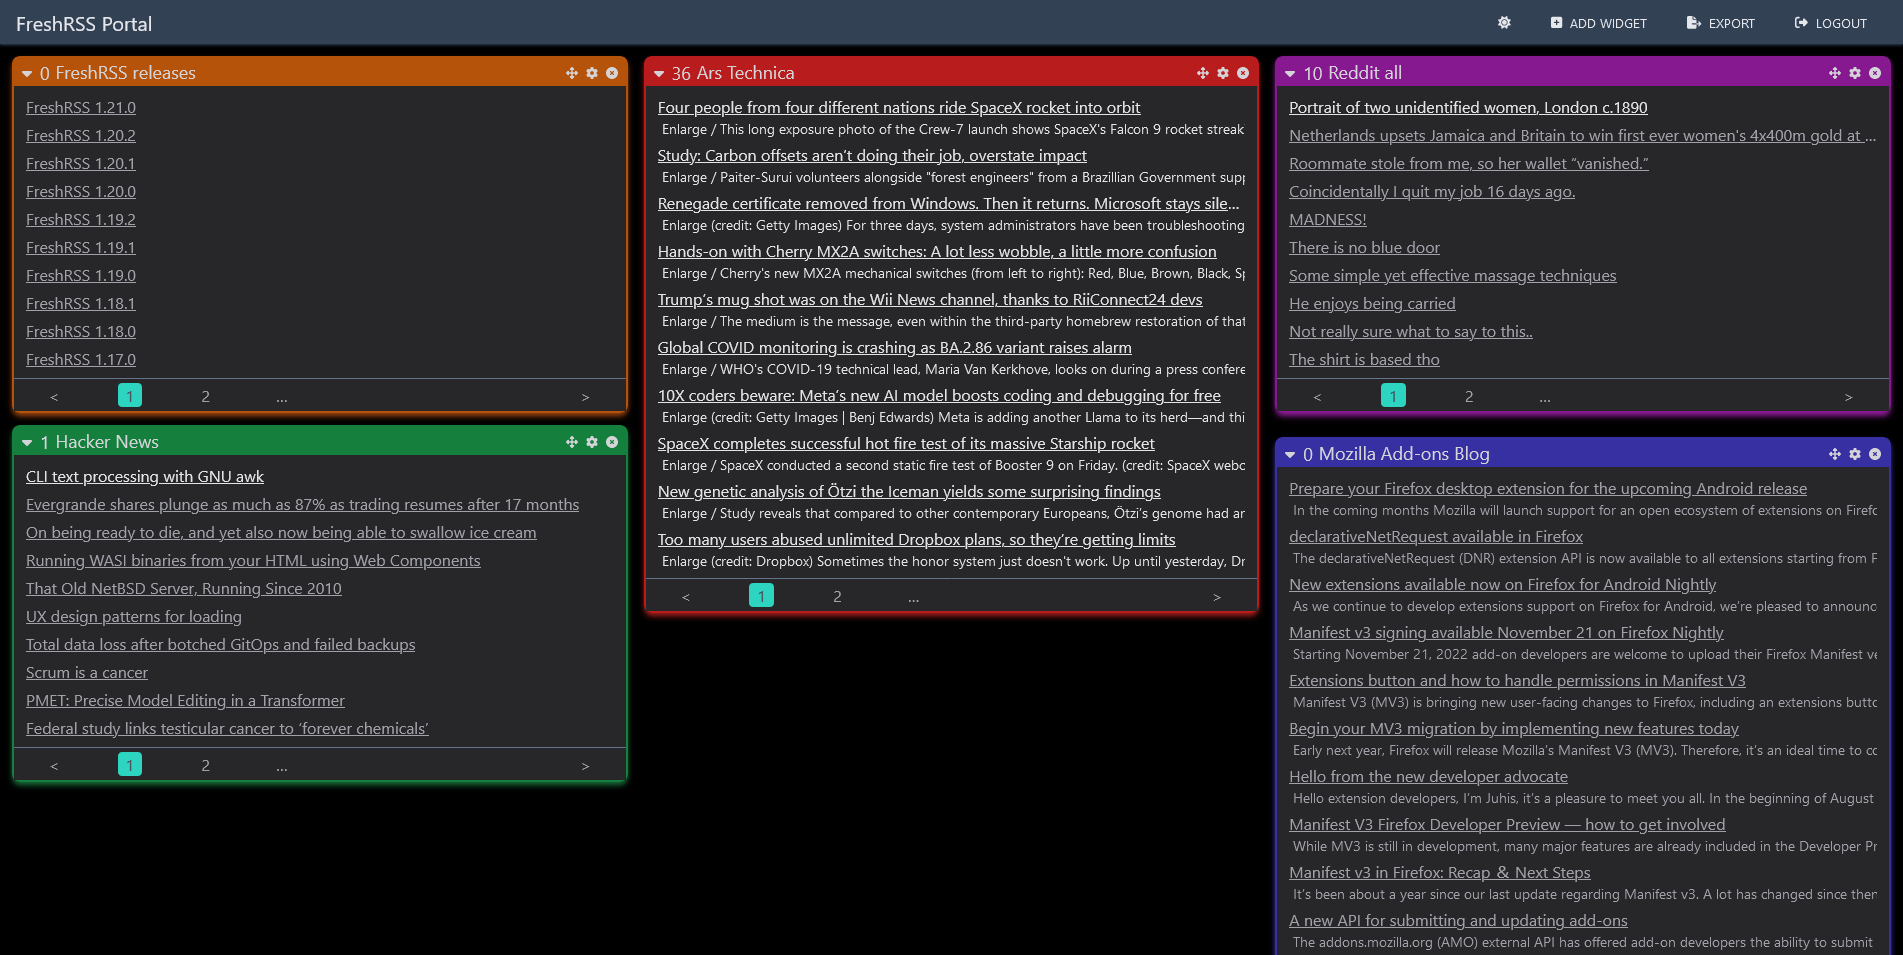 FreshRSS Portal
ADD WIDGET
EXPORT
LOGOUT
0 FreshRSS releases
FreshRSS 1.21.0
FreshRSS 1.20.2
FreshRSS 1.20.1
FreshRSS 1.20.0
FreshRSS 1.19.2
FreshRSS 1.19.1
FreshRSS 1.19.0
FreshRSS 1.18.1
FreshRSS 1.18.0
FreshRSS 1.17.0
< 1 2 ... >
1 Hacker News
CLI text processing with GNU awk
Evergrande shares plunge as much as 87% as trading resumes after 17 months
On being ready to die, and yet also now being able to swallow ice cream
Running WASI binaries from your HTML using Web Components
That Old NetBSD Server, Running Since 2010
UX design patterns for loading
Total data loss after botched GitOps and failed backups
Scrum is a cancer
PMET: Precise Model Editing in a Transformer
Federal study links testicular cancer to ‘forever chemicals’
< 1 2 ... >
36 Ars Technica
Four people from four different nations ride SpaceX rocket into orbit
Enlarge / This long exposure photo of the Crew-7 launch shows SpaceX's Falcon 9 rocket streak
Study: Carbon offsets aren’t doing their job, overstate impact
Enlarge / Paiter-Surui volunteers alongside "forest engineers" from a Brazillian Government supp
Renegade certificate removed from Windows. Then it returns. Microsoft stays sile...
Enlarge (credit: Getty Images) For three days, system administrators have been troubleshooting
Hands-on with Cherry MX2A switches: A lot less wobble, a little more confusion
Enlarge / Cherry's new MX2A mechanical switches (from left to right): Red, Blue, Brown, Black, Sp
Trump’s mug shot was on the Wii News channel, thanks to RiiConnect24 devs
Enlarge / The medium is the message, even within the third-party homebrew restoration of that
Global COVID monitoring is crashing as BA.2.86 variant raises alarm
Enlarge / WHO's COVID-19 technical lead, Maria Van Kerkhove, looks on during a press confere
10X coders beware: Meta’s new AI model boosts coding and debugging for free
Enlarge (credit: Getty Images | Benj Edwards) Meta is adding another Llama to its herd—and thi
SpaceX completes successful hot fire test of its massive Starship rocket
Enlarge / SpaceX conducted a second static fire test of Booster 9 on Friday. (credit: SpaceX webc
New genetic analysis of Ötzi the Iceman yields some surprising findings
Enlarge / Study reveals that compared to other contemporary Europeans, Ötzi’s genome had an
Too many users abused unlimited Dropbox plans, so they’re getting limits
Enlarge (credit: Dropbox) Sometimes the honor system just doesn't work. Up until yesterday, Dr
< 1 2 ... >
10 Reddit all
Portrait of two unidentified women, London c.1890
Netherlands upsets Jamaica and Britain to win first ever women's 4x400m gold at ...
Roommate stole from me, so her wallet “vanished.”
Coincidentally I quit my job 16 days ago.
MADNESS!
There is no blue door
Some simple yet effective massage techniques
He enjoys being carried
Not really sure what to say to this..
The shirt is based tho
< 1 2 ... >
0 Mozilla Add-ons Blog
Prepare your Firefox desktop extension for the upcoming Android release
In the coming months Mozilla will launch support for an open ecosystem of extensions on Firefo
declarativeNetRequest available in Firefox
The declarativeNetRequest (DNR) extension API is now available to all extensions starting from F
New extensions available now on Firefox for Android Nightly
As we continue to develop extensions support on Firefox for Android, we’re pleased to announc
Manifest v3 signing available November 21 on Firefox Nightly
Starting November 21, 2022 add-on developers are welcome to upload their Firefox Manifest ve
Extensions button and how to handle permissions in Manifest V3
Manifest V3 (MV3) is bringing new user-facing changes to Firefox, including an extensions butto
Begin your MV3 migration by implementing new features today
Early next year, Firefox will release Mozilla’s Manifest V3 (MV3). Therefore, it’s an ideal time to co
Hello from the new developer advocate
Hello extension developers, I’m Juhis, it’s a pleasure to meet you all. In the beginning of August
Manifest V3 Firefox Developer Preview — how to get involved
While MV3 is still in development, many major features are already included in the Developer Pr
Manifest v3 in Firefox: Recap & Next Steps
It’s been about a year since our last update regarding Manifest v3. A lot has changed since then
A new API for submitting and updating add-ons
The addons.mozilla.org (AMO) external API has offered add-on developers the ability to submit